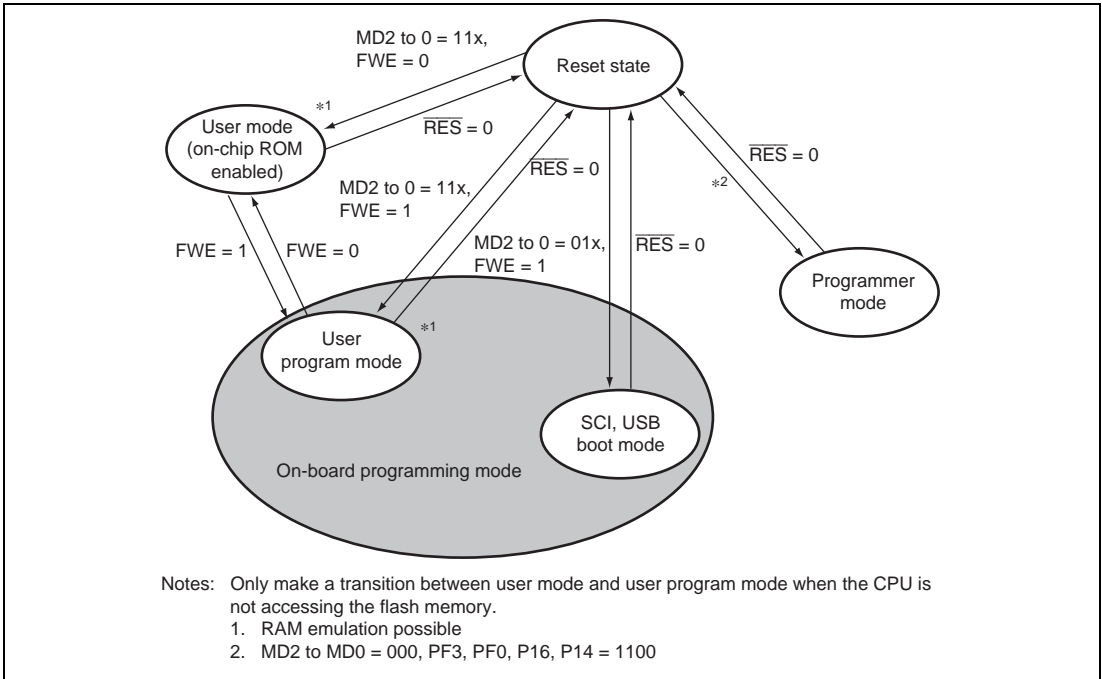 MD2 to 0 = 11x,
FWE = 0
Reset state
*1
RES = 0
User mode
(on-chip ROM
enabled)
MD2 to 0 = 11x,
FWE = 1
RES = 0
RES = 0
*2
FWE = 1
FWE = 0
MD2 to 0 = 01x,
FWE = 1
RES = 0
Programmer
mode
User
program mode
*1
SCI, USB
boot mode
On-board programming mode
Notes: Only make a transition between user mode and user program mode when the CPU is
not accessing the flash memory.
1. RAM emulation possible
2. MD2 to MD0 = 000, PF3, PF0, P16, P14 = 1100